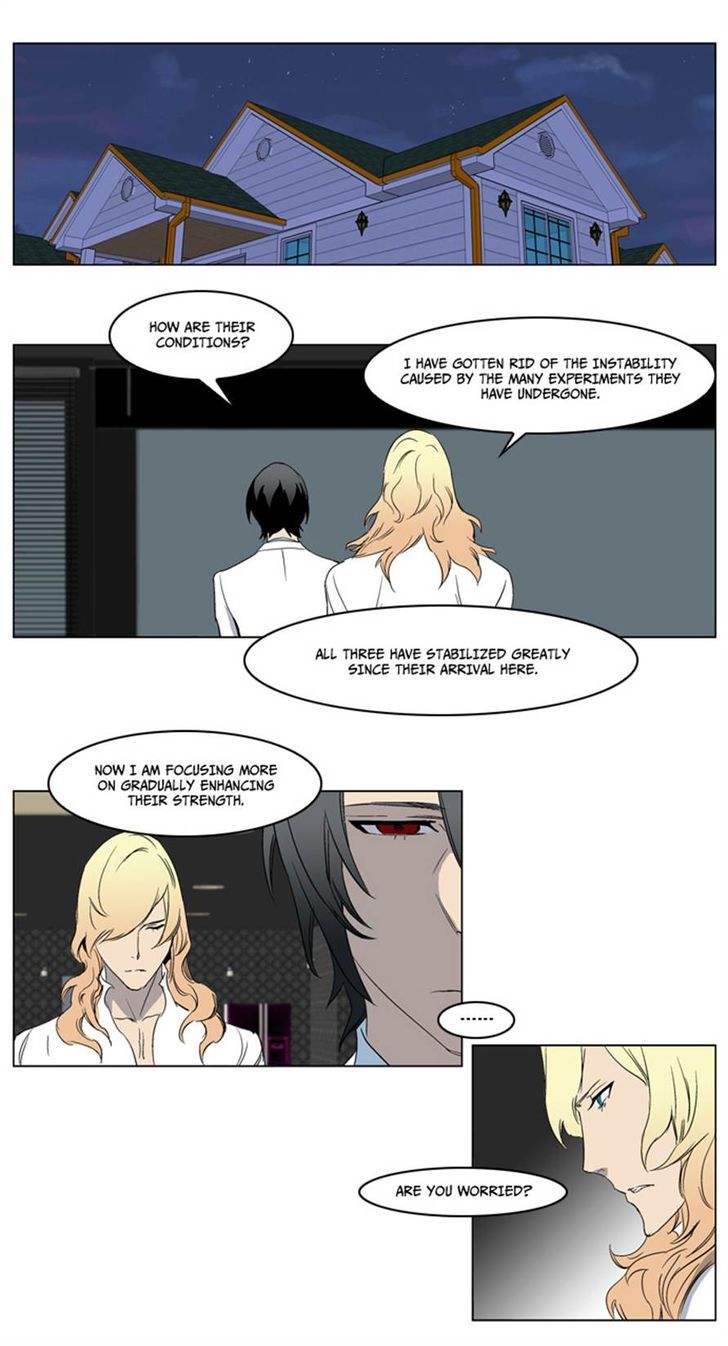 HOW ARE THEIR
CONDITIONS?
I HAVE GOTTEN RID OF THE INSTABILITY
CAUSED BY THE MANY EXPERIMENTS THEY
HAVE UNDERGONE.
ALL THREE HAVE STABILIZED GREATLY
SINCE THEIR ARRIVAL HERE.
NOW I AM FOCUSING MORE
ON GRADUALLY ENHANCING
THEIR STRENGTH.
......
ARE YOU WORRIED?